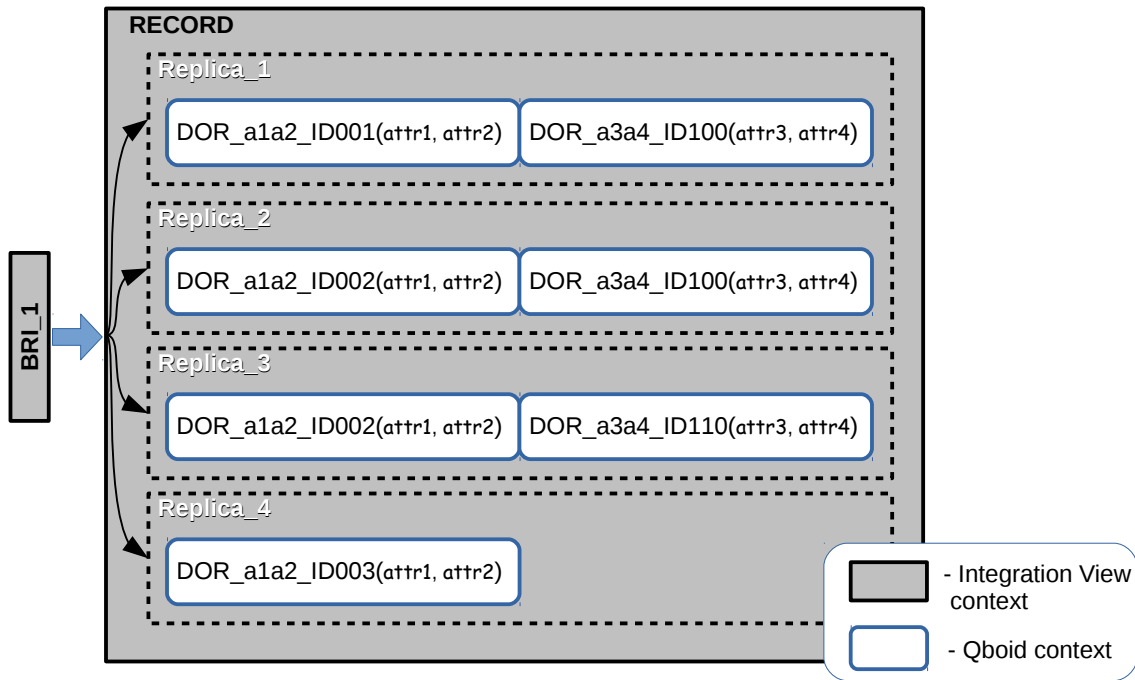 RECORD
Replica_1
DOR_a1a2_ID001(attr1, attr2) DOR_a3a4_ID100(attr3, attr4)
Replica_2
DOR_a1a2_ID002(attr1, attr2) DOR_a3a4_ID100(attr3, attr4)
BRI_1
Replica_3
DOR_a1a2_ID002(attr1, attr2) DOR_a3a4_ID110(attr3, attr4)
Replica_4
DOR_a1a2_ID003(attr1, attr2)
- Integration View
context
- Qboid context